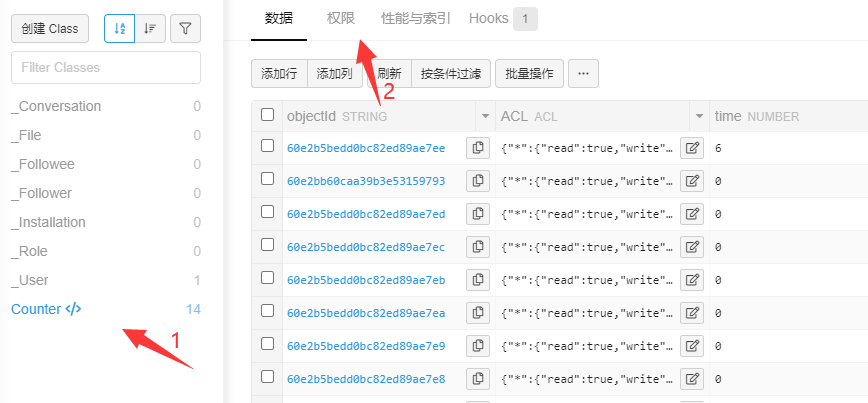 创建 Class
Filter Classes
_Conversation 0
_File 0
_Followee 0
_Follower 0
_Installation 0
_Role 0
_User 1
Counter </> 14
1
数据 权限 性能与索引 Hooks 1
2
添加行 添加列 刷新 按条件过滤 批量操作 ...
objectId STRING ACL ACL time NUMBER
60e2b5bedd0bc82ed89ae7ee {"*":{"read":true,"write"… 6
60e2bb60caa39b3e53159793 {"*":{"read":true,"write"… 0
60e2b5bedd0bc82ed89ae7ed {"*":{"read":true,"write"… 0
60e2b5bedd0bc82ed89ae7ec {"*":{"read":true,"write"… 0
60e2b5bedd0bc82ed89ae7eb {"*":{"read":true,"write"… 0
60e2b5bedd0bc82ed89ae7ea {"*":{"read":true,"write"… 0
60e2b5bedd0bc82ed89ae7e9 {"*":{"read":true,"write"… 0
60e2b5bedd0bc82ed89ae7e8 {"*":{"read":true,"write"… 0